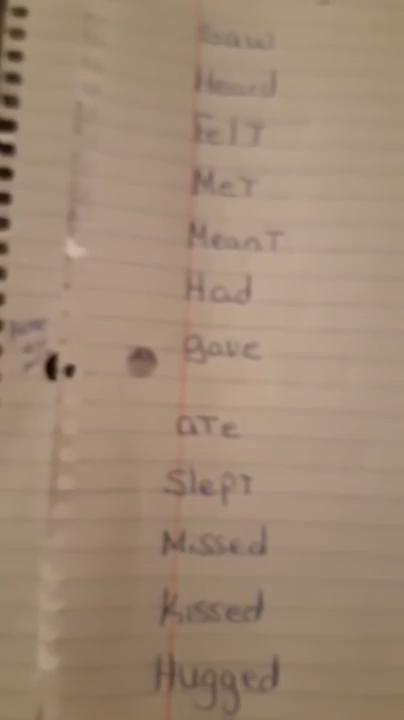 Saw
Heard
FelT
MeT
MeanT
Had
gave
aTe
SlepT
Missed
Kissed
Hugged